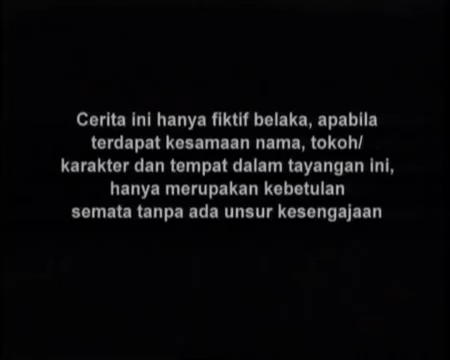 Cerita ini hanya fiktif belaka, apabila
terdapat kesamaan nama, tokoh/
karakter dan tempat dalam tayangan ini,
hanya merupakan kebetulan
semata tanpa ada unsur kesengajaan